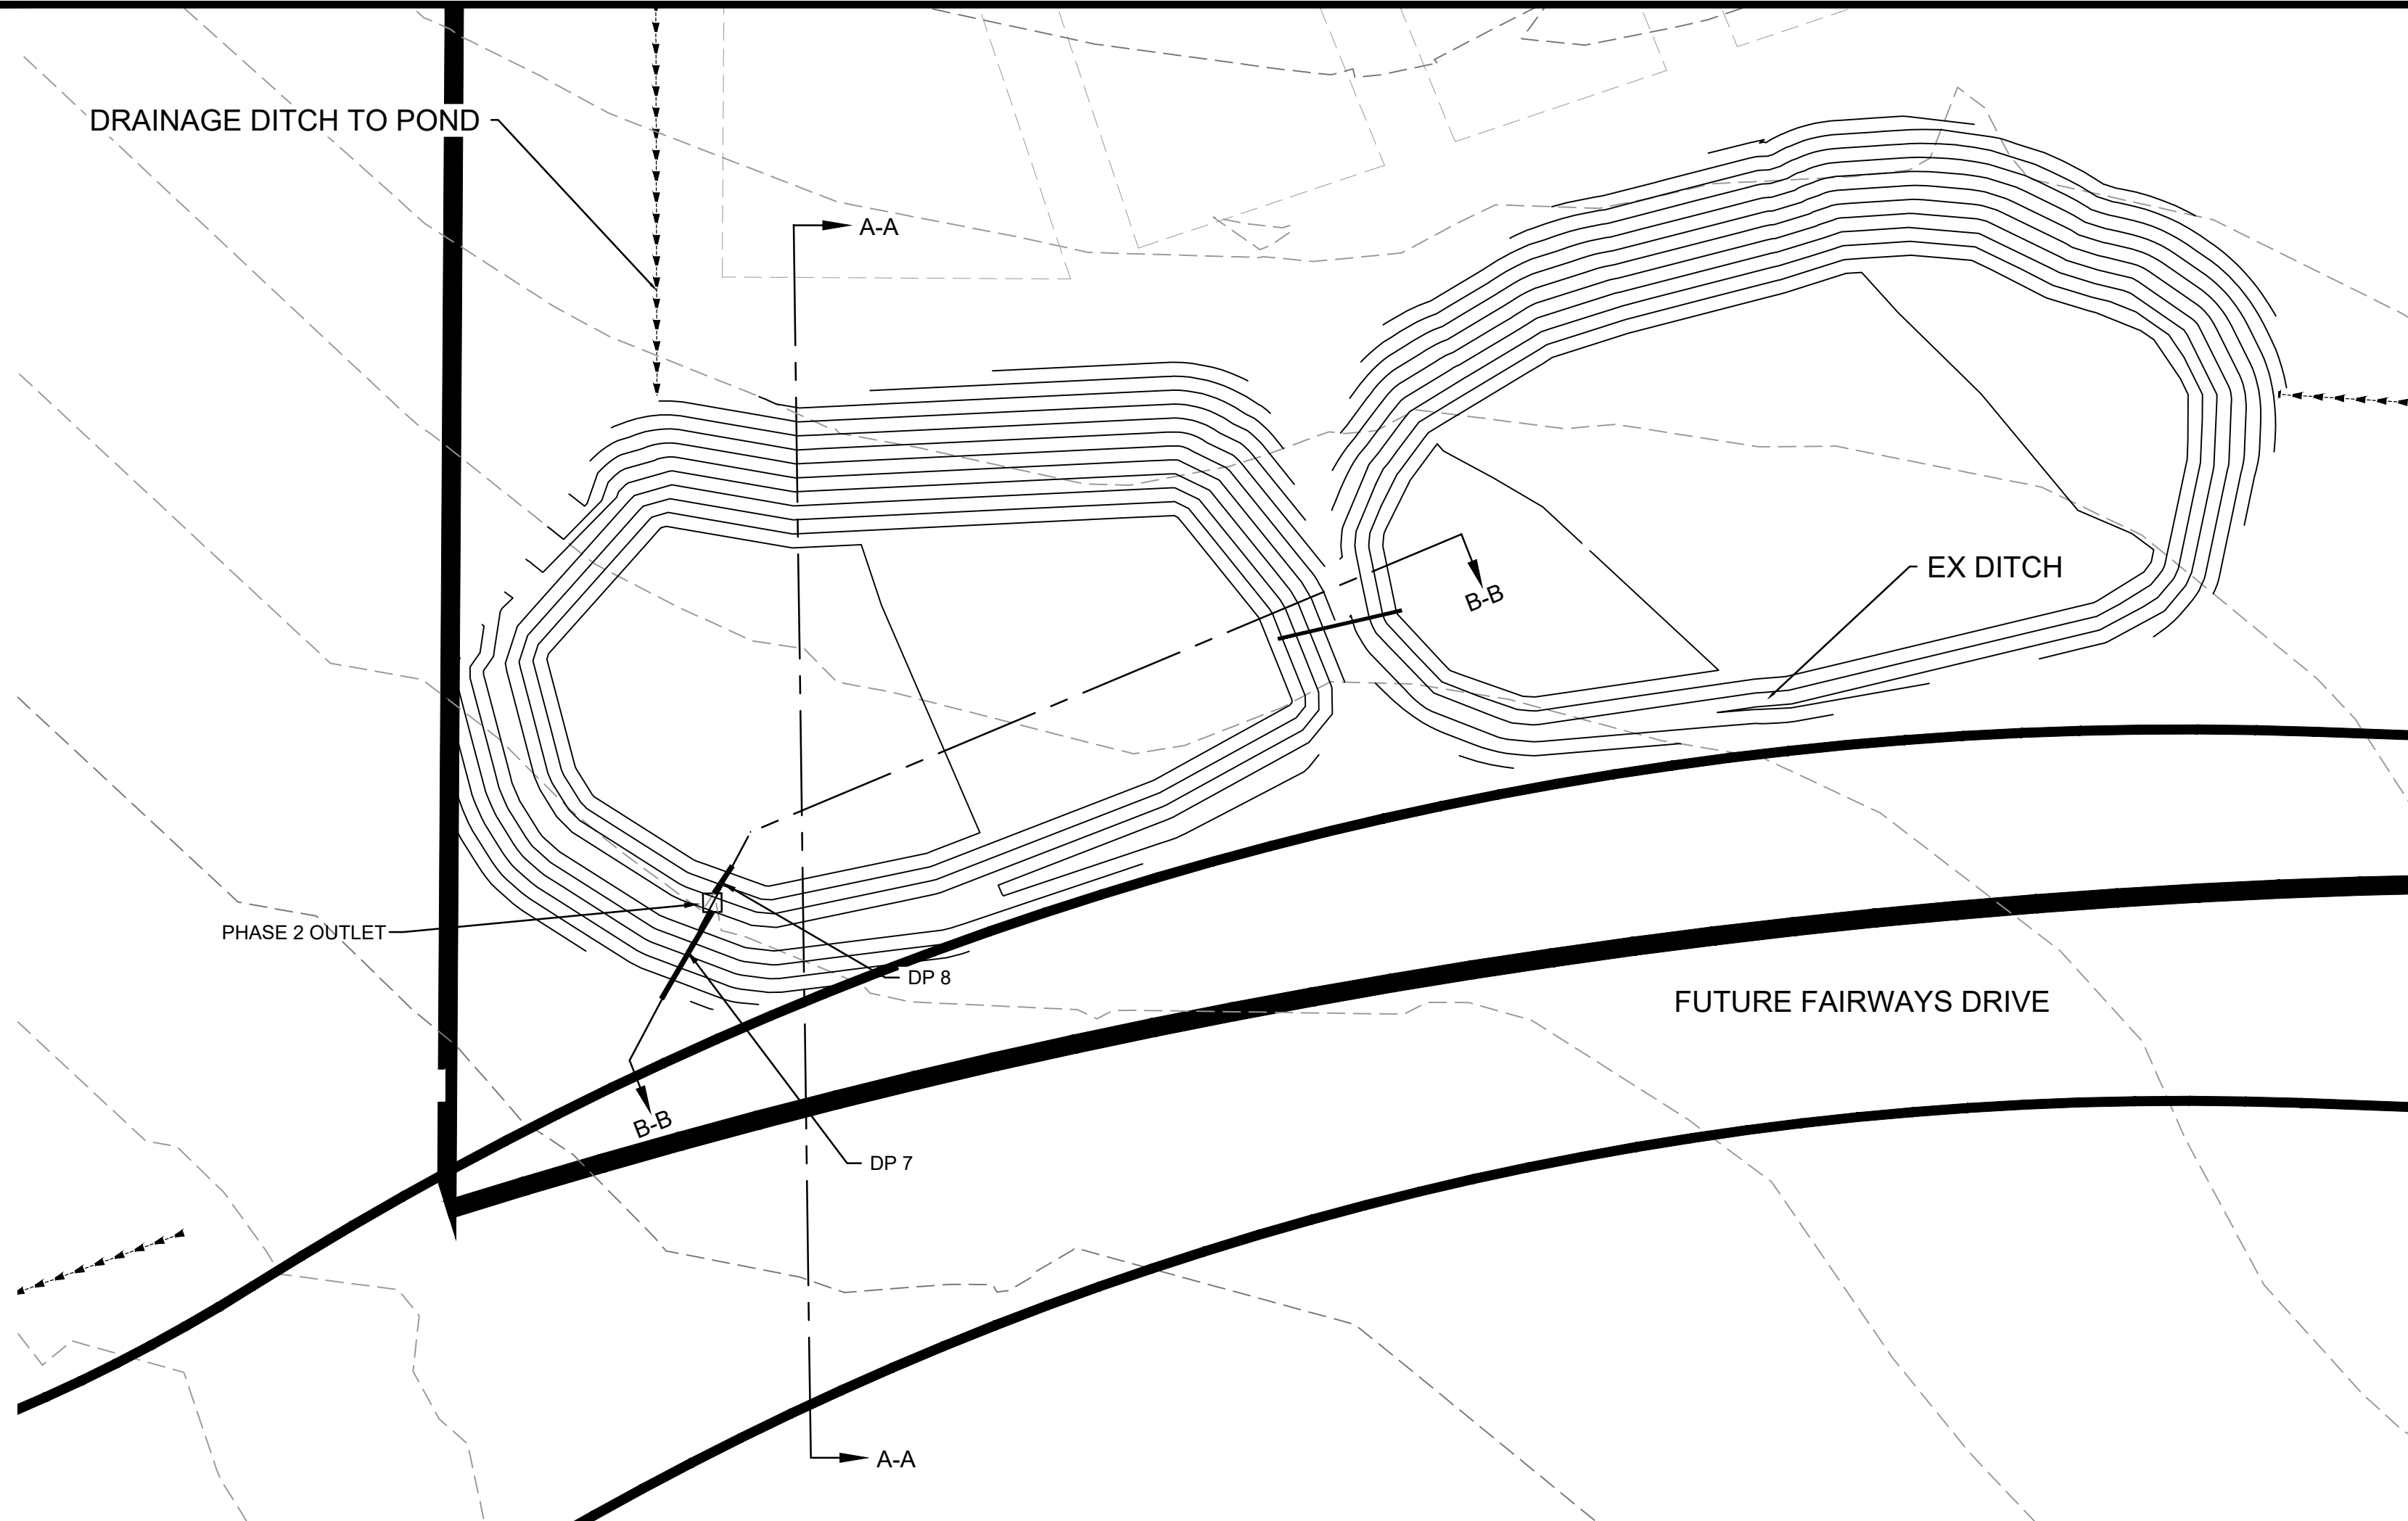 DRAINAGE DITCH TO POND
A-A
EX DITCH
B-B
PHASE 2 OUTLET
DP 8
FUTURE FAIRWAYS DRIVE
B-B
DP 7
A-A